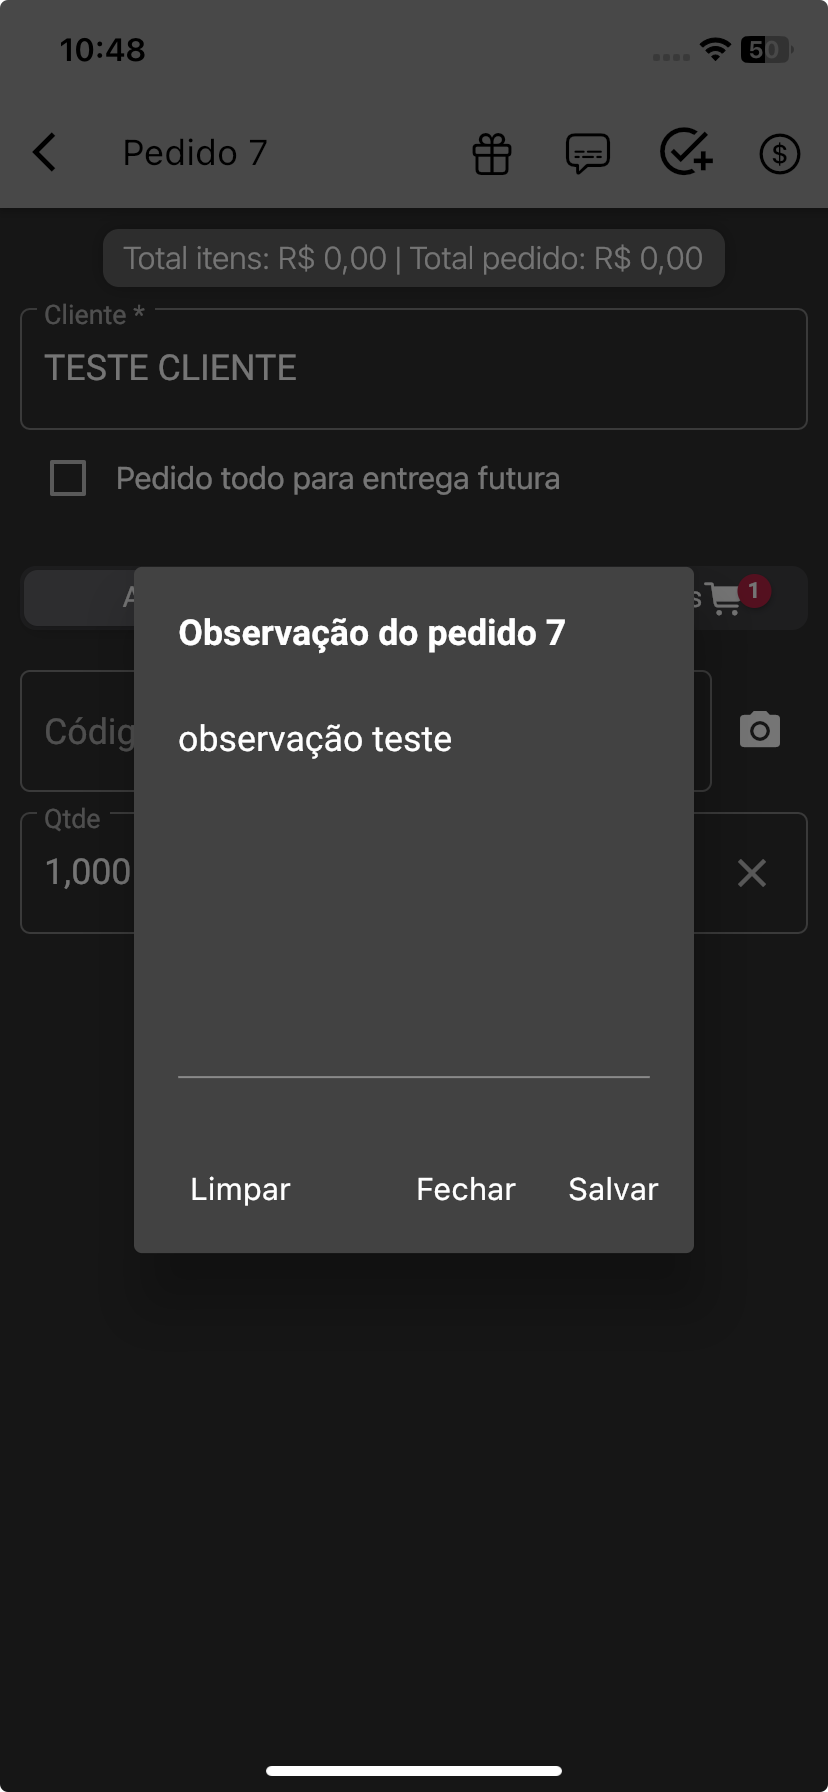 10:48
50
Pedido 7
Total itens: R$ 0,00 | Total pedido: R$ 0,00
Cliente *
TESTE CLIENTE
Pedido todo para entrega futura
1
Observação do pedido 7
observação teste
Qtde
1,000
Limpar
Fechar
Salvar